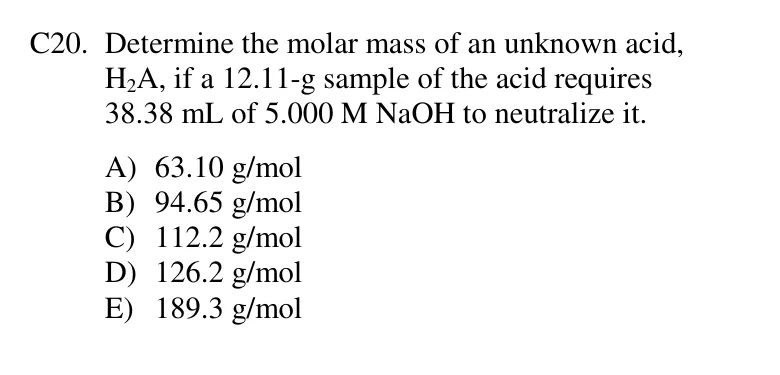 C20. Determine the molar mass of an unknown acid,
H₂A, if a 12.11-g sample of the acid requires
38.38 mL of 5.000 M NaOH to neutralize it.
A) 63.10 g/mol
B) 94.65 g/mol
C) 112.2 g/mol
D) 126.2 g/mol
E) 189.3 g/mol